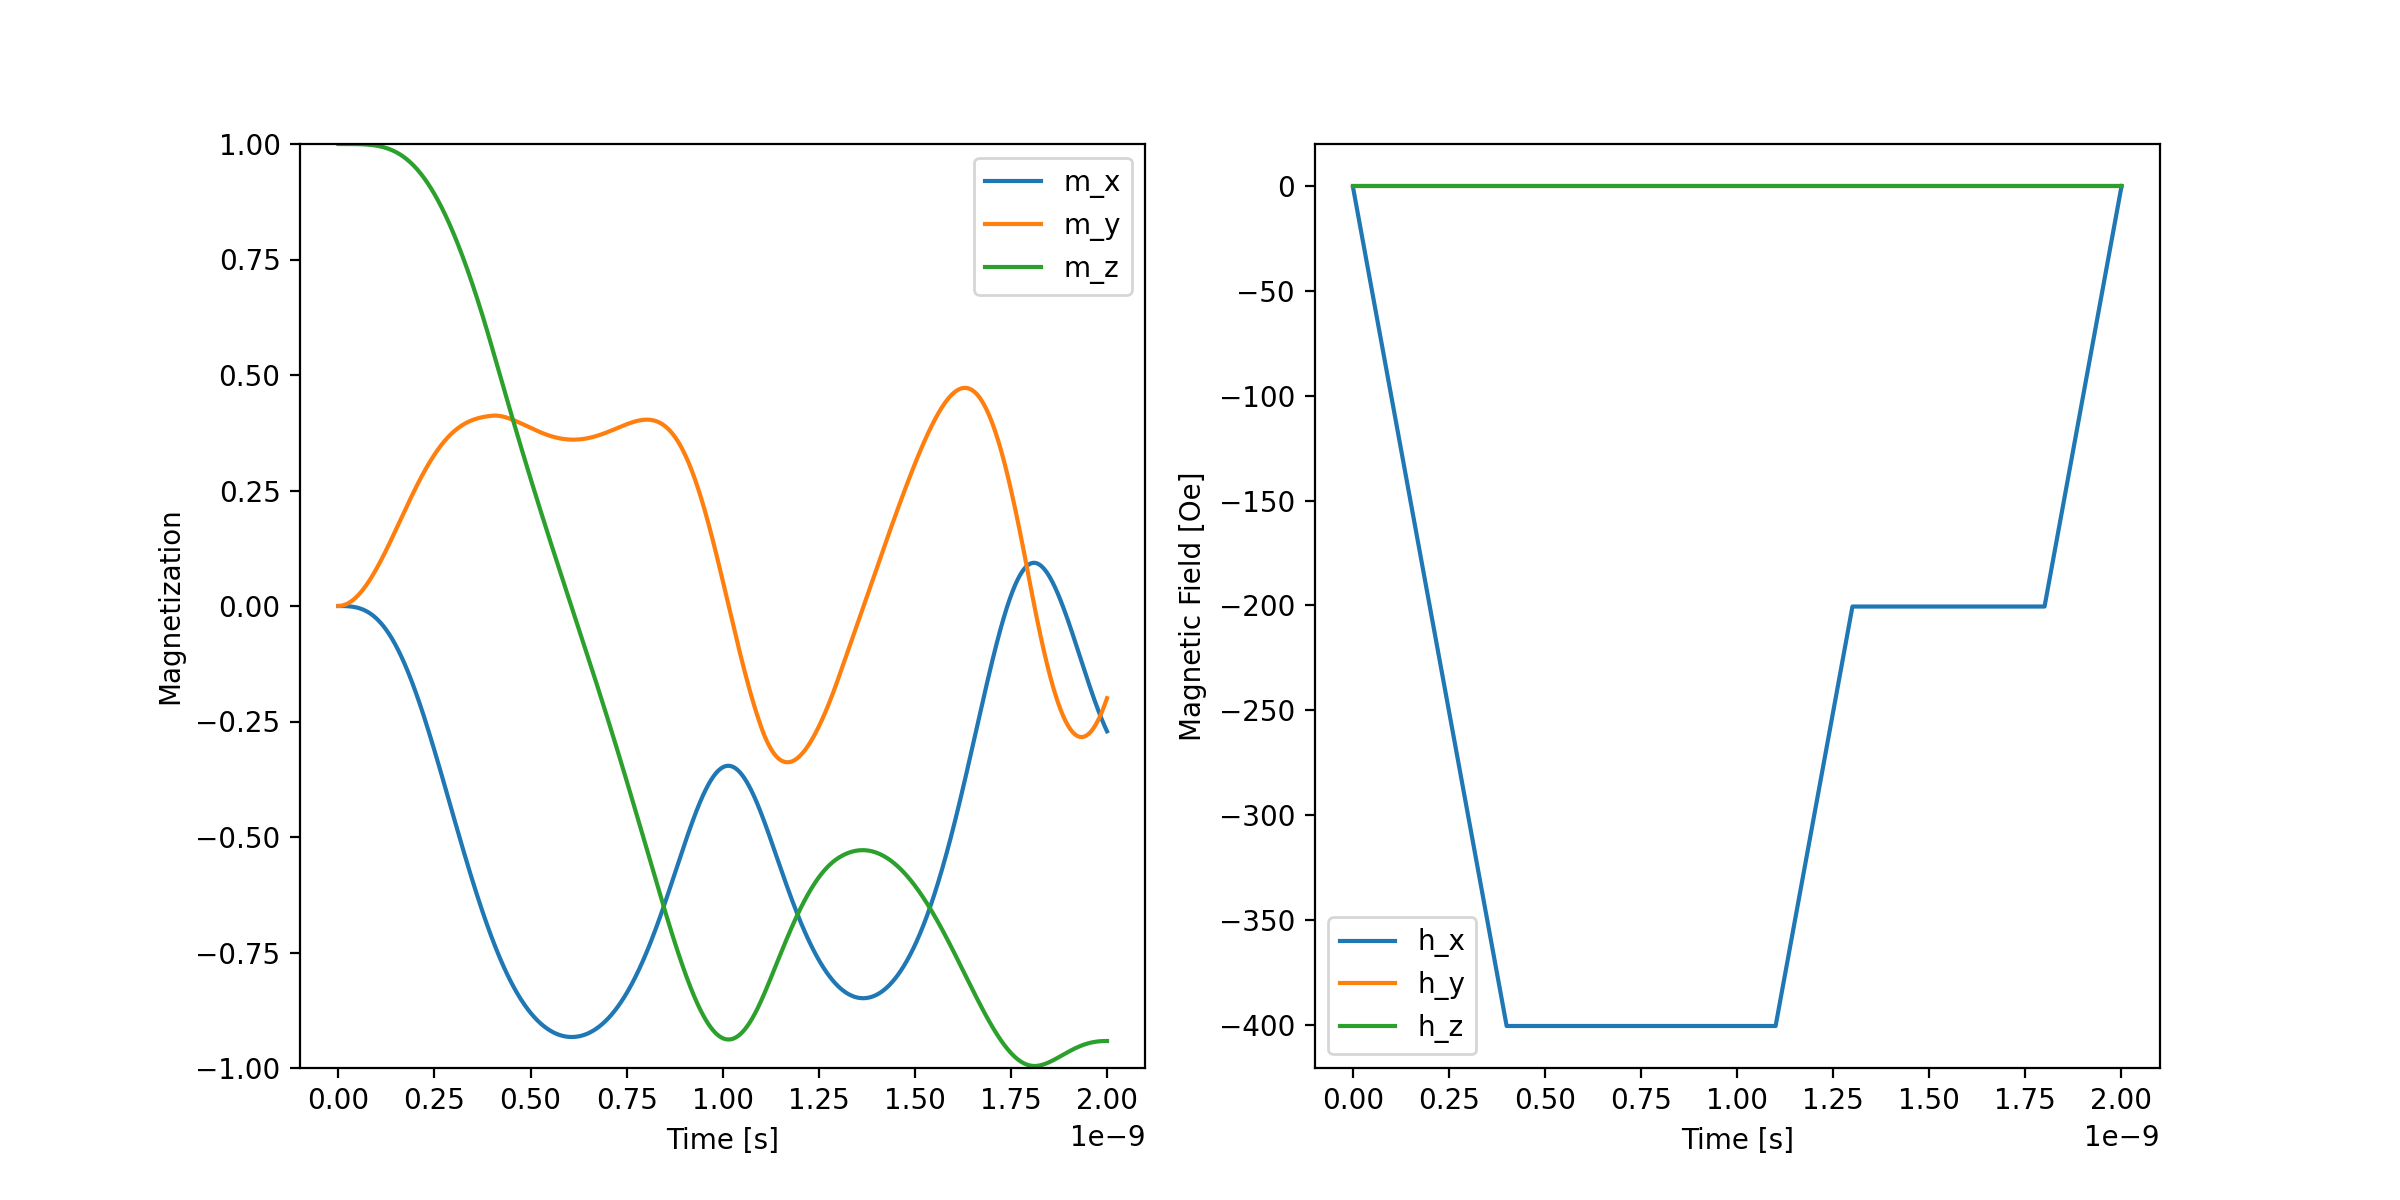 1.00
0.75
0.50
0.25
0.00
−0.25
−0.50
−0.75
−1.00
Magnetization
m_x
m_y
m_z
0.00 0.25 0.50 0.75 1.00 1.25 1.50 1.75 2.00
Time [s]
1e−9
0
−50
−100
−150
−200
−250
−300
−350
−400
Magnetic Field [Oe]
h_x
h_y
h_z
0.00 0.25 0.50 0.75 1.00 1.25 1.50 1.75 2.00
Time [s]
1e−9